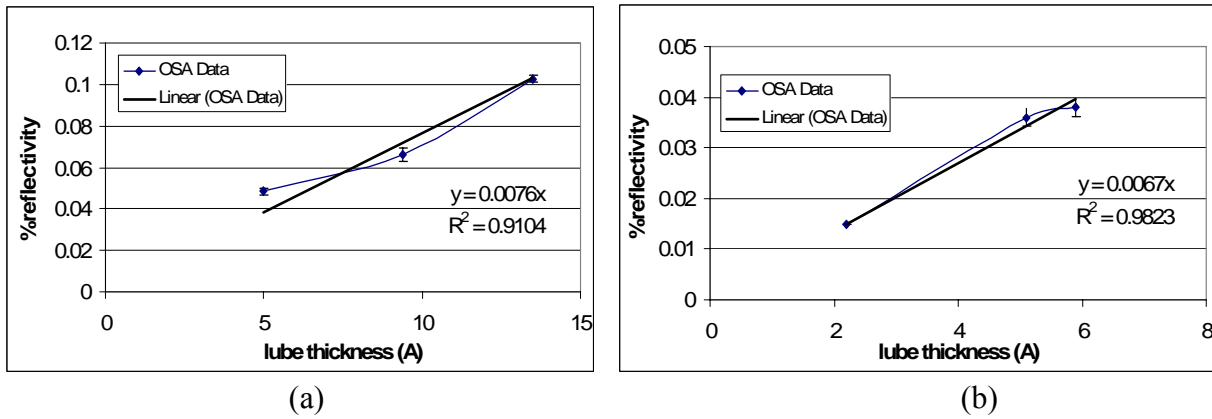 0.12
0.1
0.08
0.06
0.04
0.02
0
%reflectivity
OSA Data
Linear (OSA Data)
y = 0.0076x
R² = 0.9104
0 5 10 15
lube thickness (A)
(a)
0.05
0.04
0.03
0.02
0.01
0
%reflectivity
OSA Data
Linear (OSA Data)
y = 0.0067x
R² = 0.9823
0 2 4 6 8
lube thickness (A)
(b)